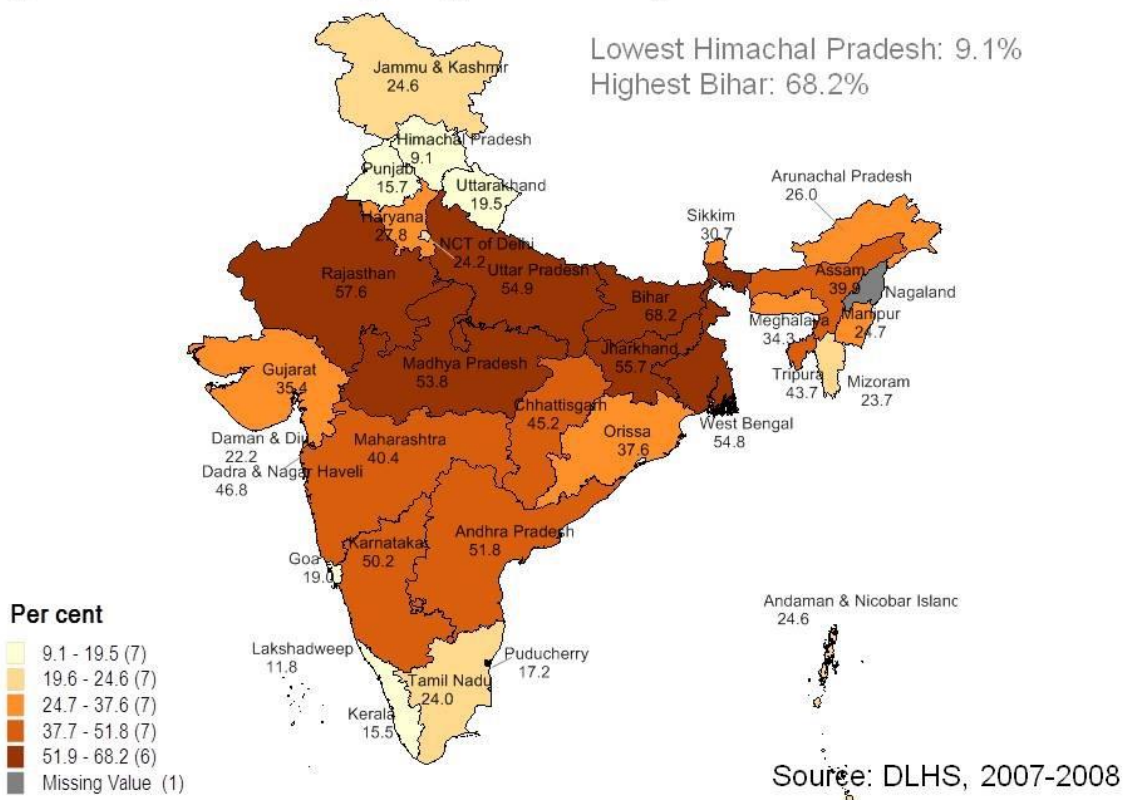 Lowest Himachal Pradesh: 9.1%
Highest Bihar: 68.2%
Jammu & Kashmir
24.6
Himachal Pradesh
9.1
Punjab
15.7
Uttarakhand
19.5
Arunachal Pradesh
26.0
Sikkim
30.7
Haryana
27.8
NCT of Delhi
24.2
Rajasthan
57.6
Uttar Pradesh
54.9
Bihar
68.2
Assam
39.9
Nagaland
Meghalaya
34.3
Manipur
24.7
Tripura
43.7
Mizoram
23.7
Gujarat
35.4
Madhya Pradesh
53.8
Jharkhand
55.7
Chhattisgarh
45.2
West Bengal
54.8
Orissa
37.6
Daman & Diu
22.2
Dadra & Nagar Haveli
46.8
Maharashtra
40.4
Andhra Pradesh
51.8
Karnataka
50.2
Goa
19.0
Andaman & Nicobar Islanc
24.6
Lakshadweep
11.8
Puducherry
17.2
Tamil Nadu
24.0
Kerala
15.5
Per cent
9.1 - 19.5 (7)
19.6 - 24.6 (7)
24.7 - 37.6 (7)
37.7 - 51.8 (7)
51.9 - 68.2 (6)
Missing Value (1)
Source: DLHS, 2007-2008